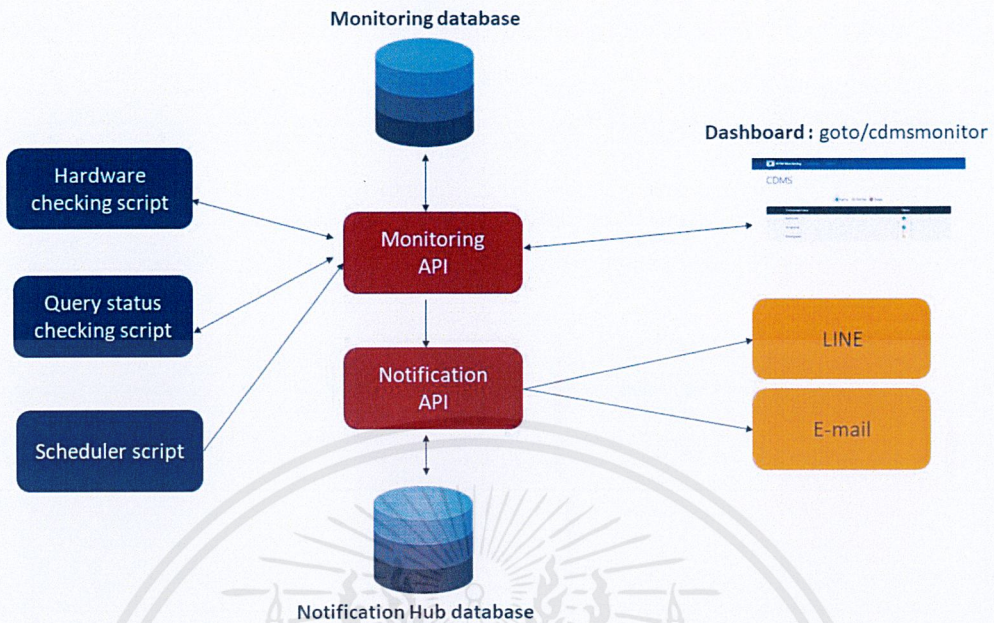 Monitoring database
Dashboard : goto/cdmsmonitor
Hardware
checking script
CDMS
Monitoring
API
Query status
checking script
LINE
Notification
API
E-mail
Scheduler script
Notification Hub database